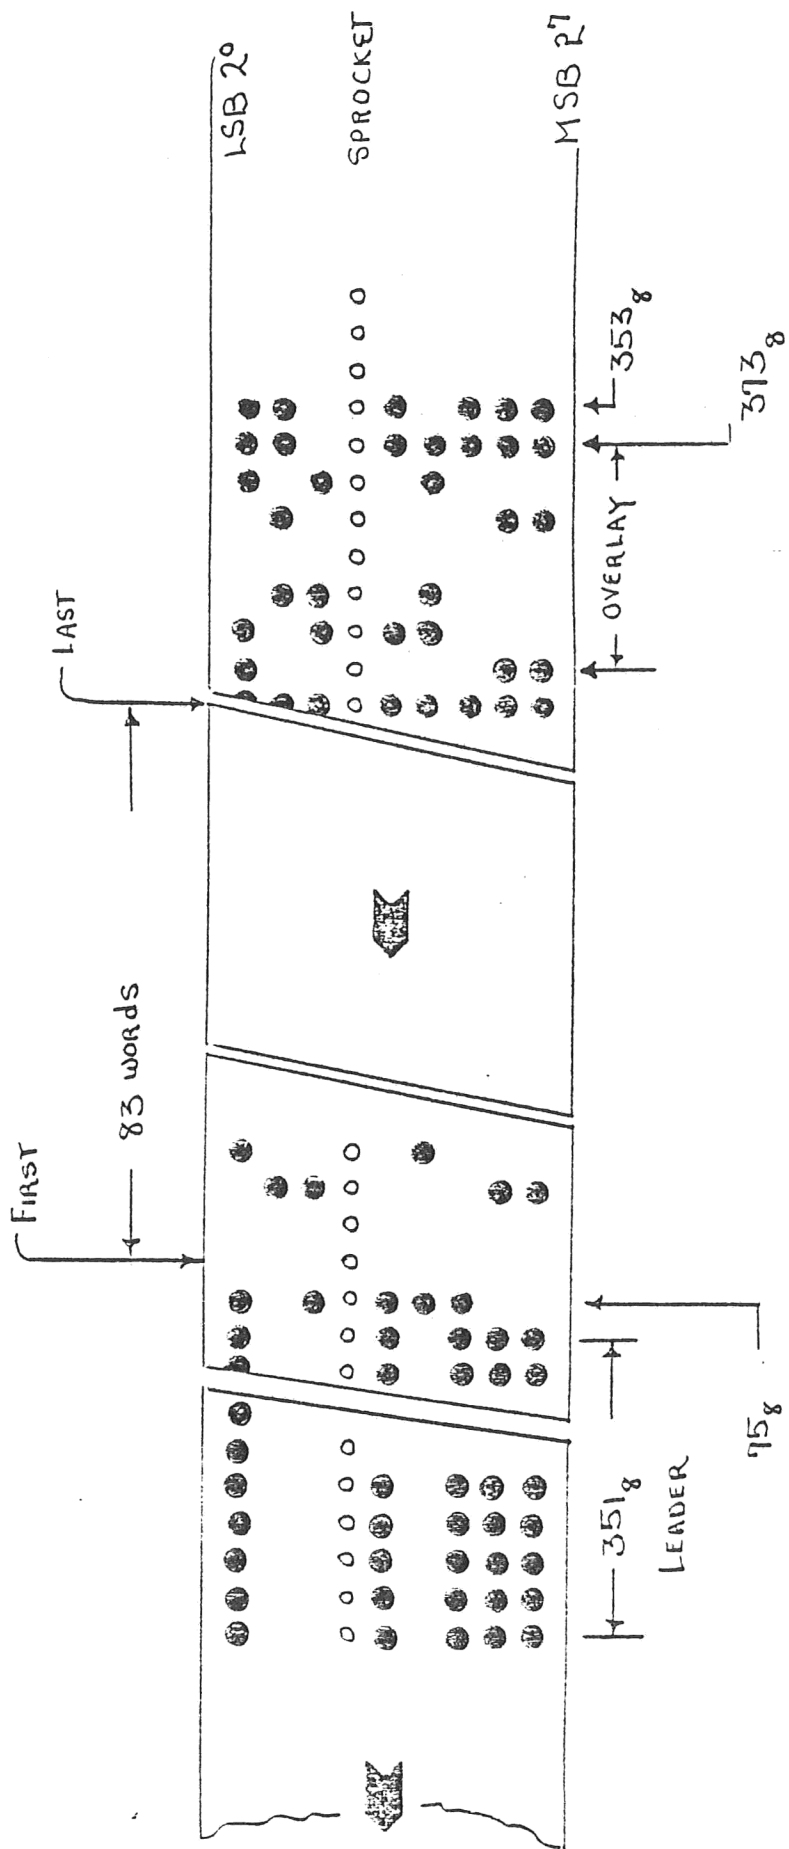 LSB 2⁰
SPROCKET
MSB 2⁷
LAST
FIRST
83 WORDS
353₈
373₈
OVERLAY
75₈
351₈
LEADER